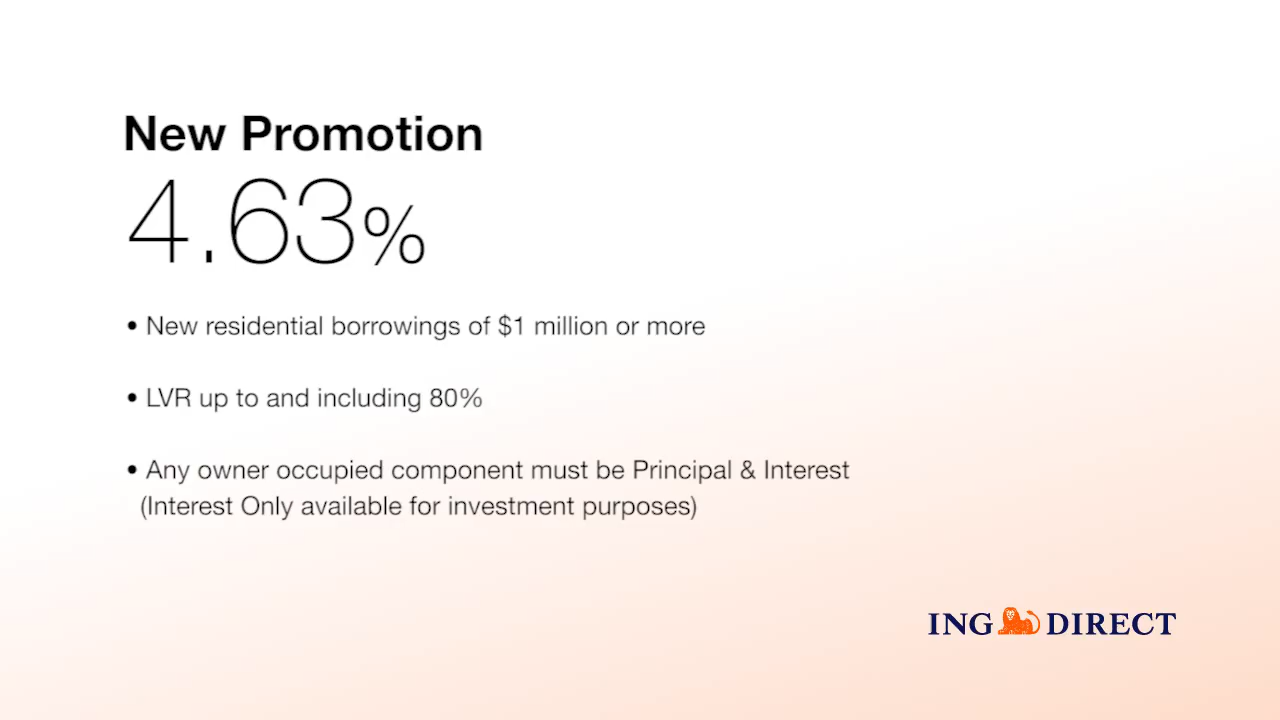 New Promotion
4.63%
• New residential borrowings of $1 million or more
• LVR up to and including 80%
• Any owner occupied component must be Principal & Interest
(Interest Only available for investment purposes)
ING DIRECT